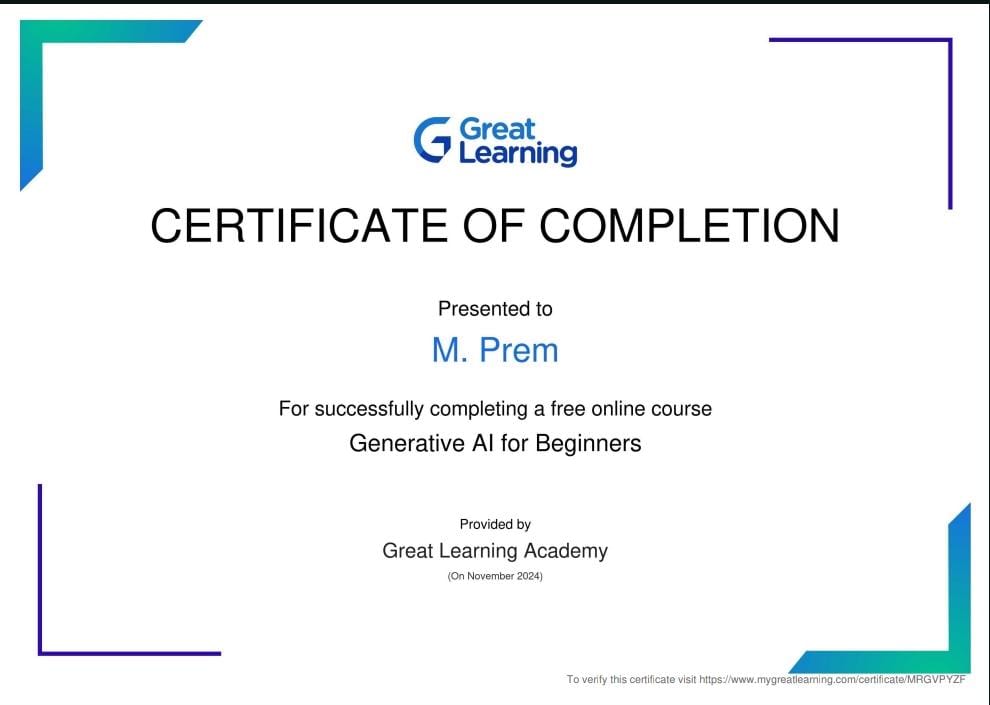 Great
Learning
CERTIFICATE OF COMPLETION
Presented to
M. Prem
For successfully completing a free online course
Generative AI for Beginners
Provided by
Great Learning Academy
(On November 2024)
To verify this certificate visit https://www.mygreatlearning.com/certificate/MRGVPYZF